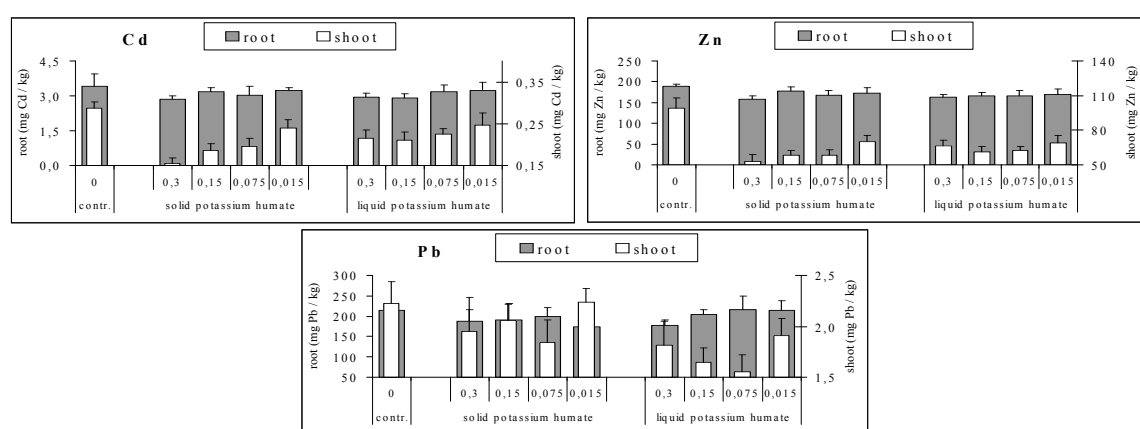 Cd
root shoot
root (mg Cd / kg)
4,5
3,0
1,5
0,0
0,35
0,25
0,15
shoot (mg Cd / kg)
0 0,3 0,15 0,075 0,015 0,3 0,15 0,075 0,015
contr. solid potassium humate liquid potassium humate
Zn
root shoot
root (mg Zn / kg)
250
200
150
100
50
0
140
110
80
50
shoot (mg Zn / kg)
0 0,3 0,15 0,075 0,015 0,3 0,15 0,075 0,015
contr. solid potassium humate liquid potassium humate
Pb
root shoot
root (mg Pb / kg)
300
250
200
150
100
50
2,5
2,0
1,5
shoot (mg Pb / kg)
0 0,3 0,15 0,075 0,015 0,3 0,15 0,075 0,015
contr. solid potassium humate liquid potassium humate